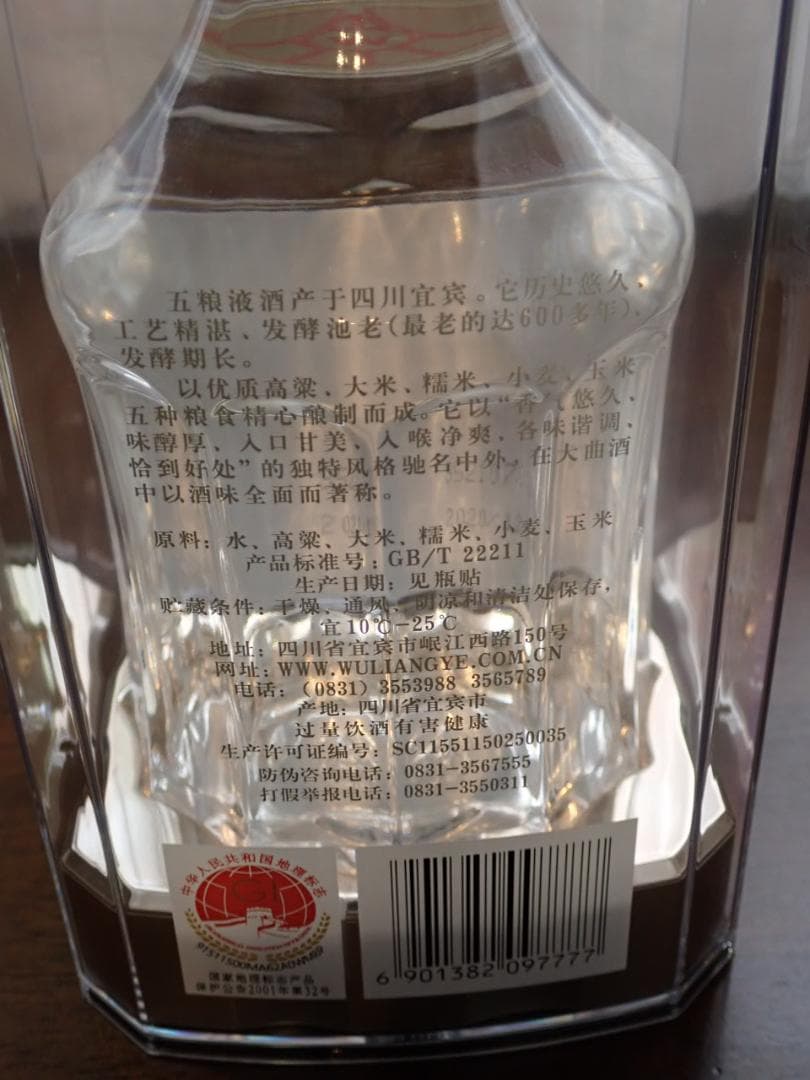 五粮液酒产于四川宜宾。它历史悠久、
工艺精湛、发酵池老(最老的达600多年)、
发酵期长。
以优质高粱、大米、糯米、小麦、玉米
五种粮食精心酿制而成。它以“香气悠久、
味醇厚、入口甘美、入喉净爽、各味谐调、
恰到好处”的独特风格驰名中外，在大曲酒
中以酒味全面而著称。
原料：水、高粱、大米、糯米、小麦、玉米
产品标准号：GB/T 22211
生产日期：见瓶贴
贮藏条件：干燥、通风、阴凉和清洁处保存，
宜10℃-25℃
地址：四川省宜宾市岷江西路150号
网址：WWW.WULIANGYE.COM.CN
电话：（0831）3553988 3565789
产地：四川省宜宾市
过量饮酒有害健康
生产许可证编号：SC11551150250035
防伪咨询电话：0831-3567555
打假举报电话：0831-3550311
中华人民共和国地理标志
GI
国家地理标志产品
保护公告2001年第32号
6 901382 097777